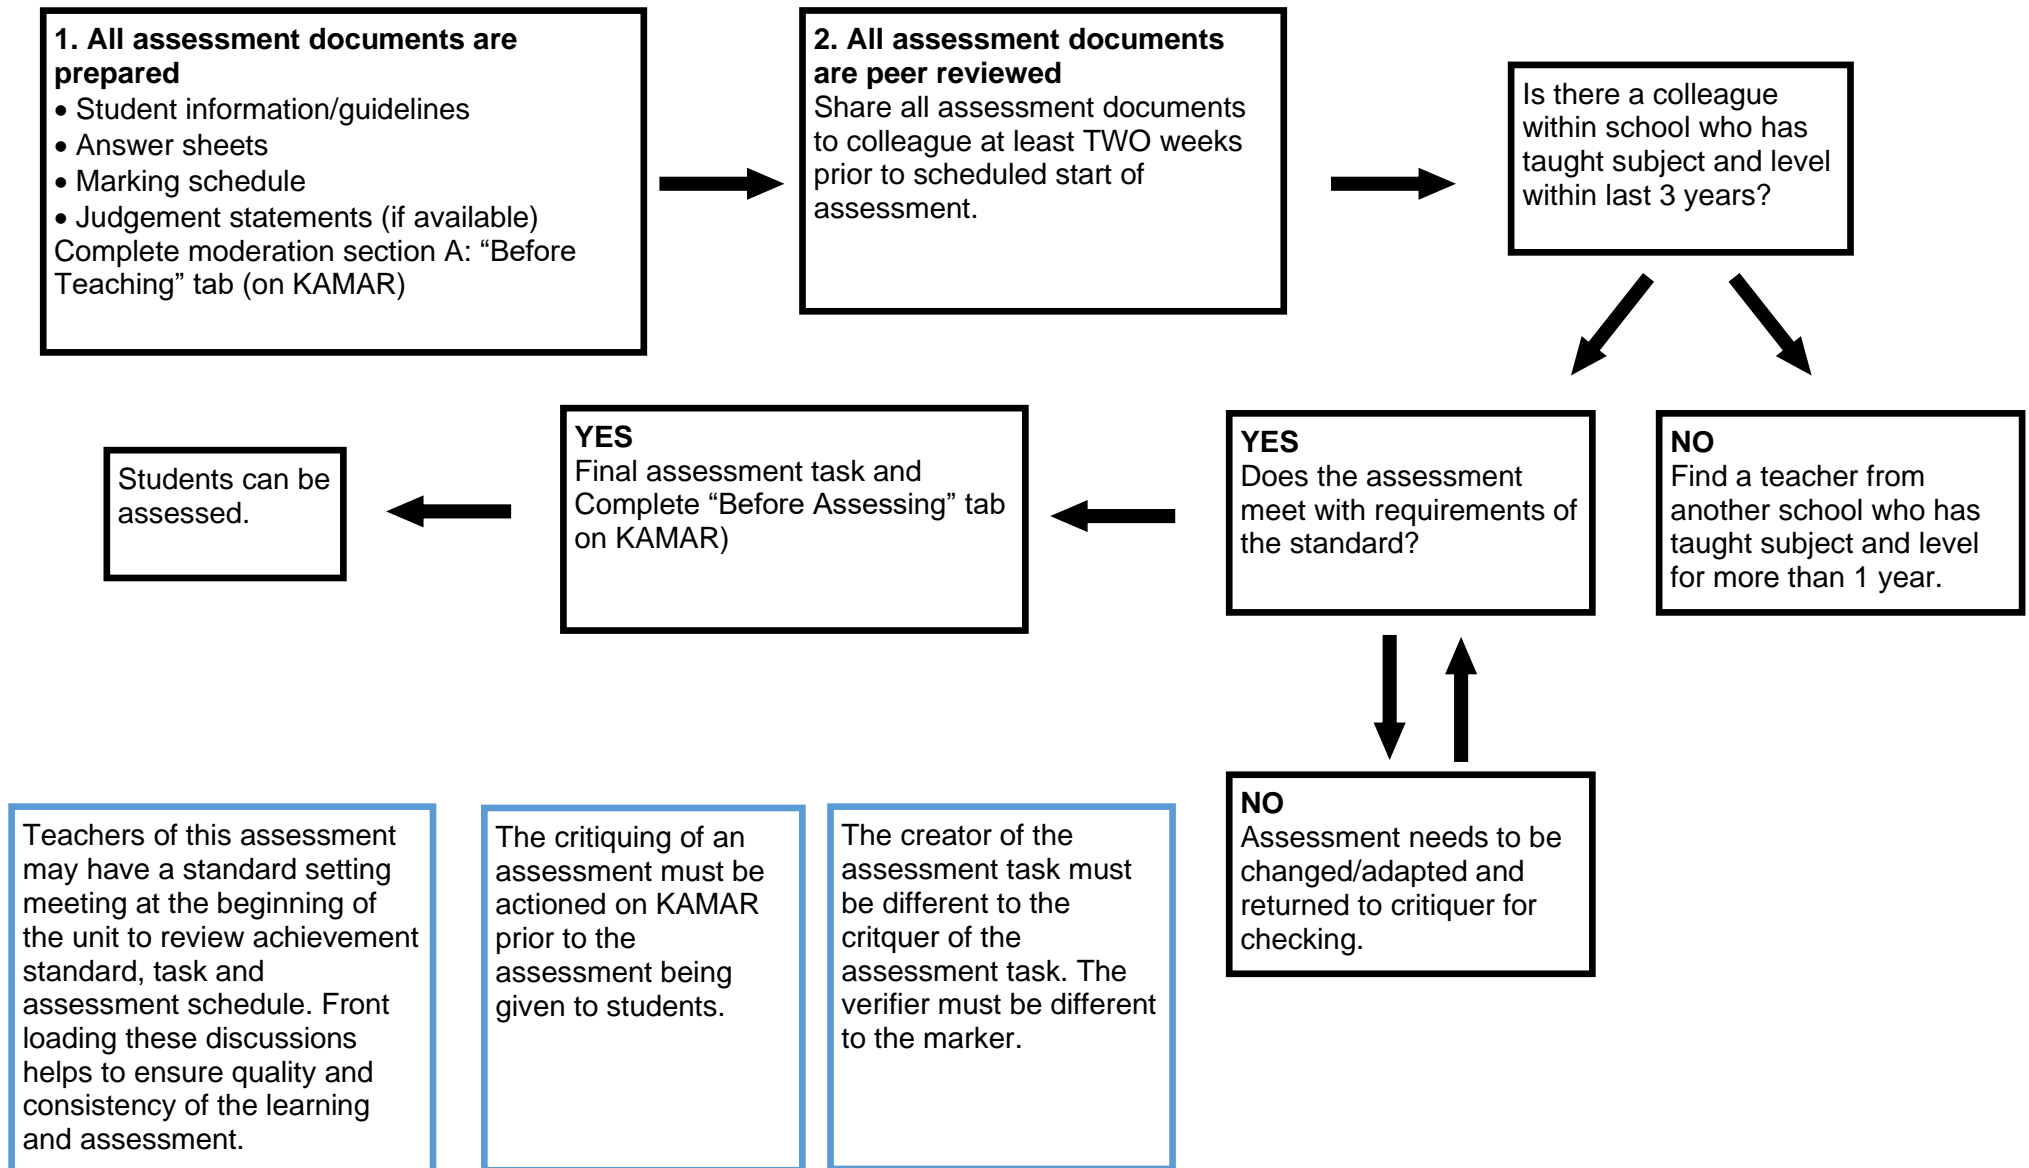 1. All assessment documents are
prepared
• Student information/guidelines
• Answer sheets
• Marking schedule
• Judgement statements (if available)
Complete moderation section A: “Before
Teaching” tab (on KAMAR)
2. All assessment documents
are peer reviewed
Share all assessment documents
to colleague at least TWO weeks
prior to scheduled start of
assessment.
Is there a colleague
within school who has
taught subject and level
within last 3 years?
YES
Does the assessment
meet with requirements of
the standard?
NO
Find a teacher from
another school who has
taught subject and level
for more than 1 year.
YES
Final assessment task and
Complete “Before Assessing” tab
on KAMAR)
Students can be
assessed.
NO
Assessment needs to be
changed/adapted and
returned to critiquer for
checking.
Teachers of this assessment
may have a standard setting
meeting at the beginning of
the unit to review achievement
standard, task and
assessment schedule. Front
loading these discussions
helps to ensure quality and
consistency of the learning
and assessment.
The critiquing of an
assessment must be
actioned on KAMAR
prior to the
assessment being
given to students.
The creator of the
assessment task must
be different to the
critquer of the
assessment task. The
verifier must be different
to the marker.